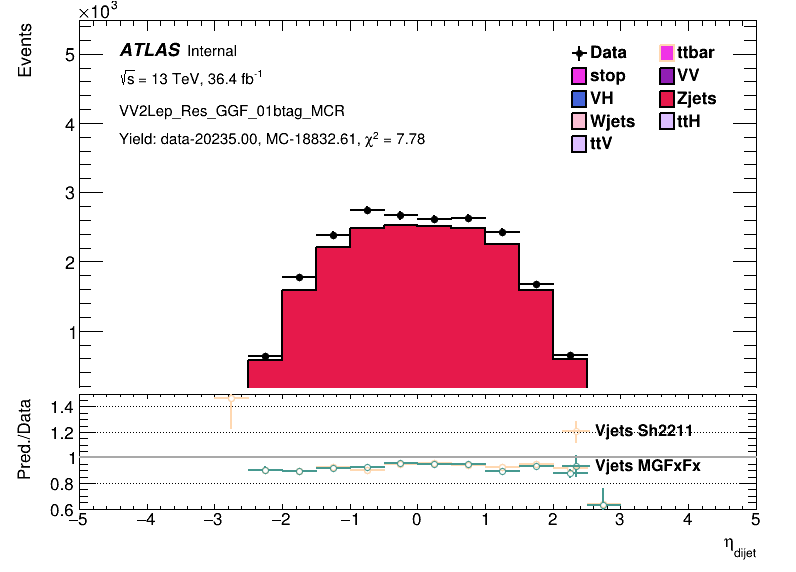 ×10³
Events
5
4
3
2
1
ATLAS Internal
√s = 13 TeV, 36.4 fb⁻¹
VV2Lep_Res_GGF_01btag_MCR
Yield: data-20235.00, MC-18832.61, χ² = 7.78
Data ttbar
stop VV
VH Zjets
Wjets ttH
ttV
Pred./Data
1.4
1.2
1
0.8
0.6
Vjets Sh2211
Vjets MGFxFx
−5 −4 −3 −2 −1 0 1 2 3 4 5
η_dijet